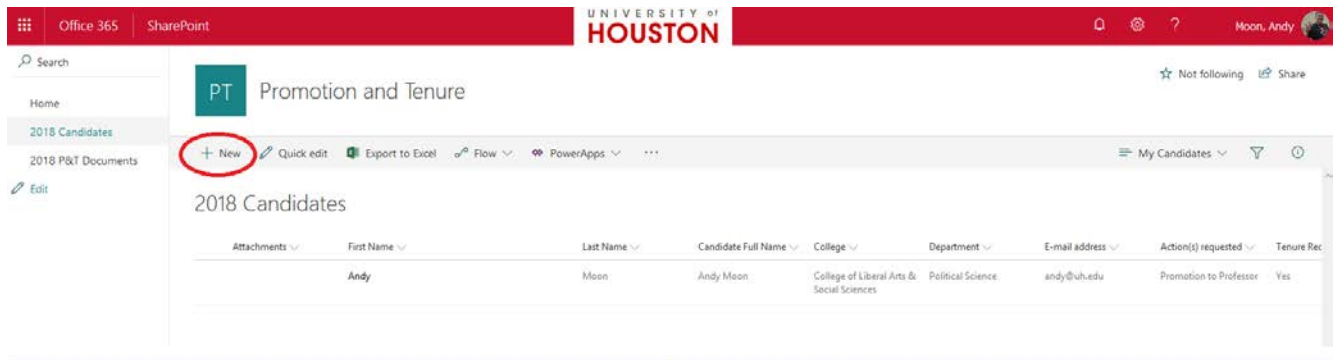 Office 365
SharePoint
UNIVERSITY of
HOUSTON
?
Moon, Andy
Search
Home
2018 Candidates
2018 P&T Documents
Edit
PT
Promotion and Tenure
Not following
Share
+ New
Quick edit
Export to Excel
Flow
PowerApps
...
My Candidates
2018 Candidates
Attachments
First Name
Last Name
Candidate Full Name
College
Department
E-mail address
Action(s) requested
Tenure Rec
Andy
Moon
Andy Moon
College of Liberal Arts &
Social Sciences
Political Science
andy@uh.edu
Promotion to Professor
Yes